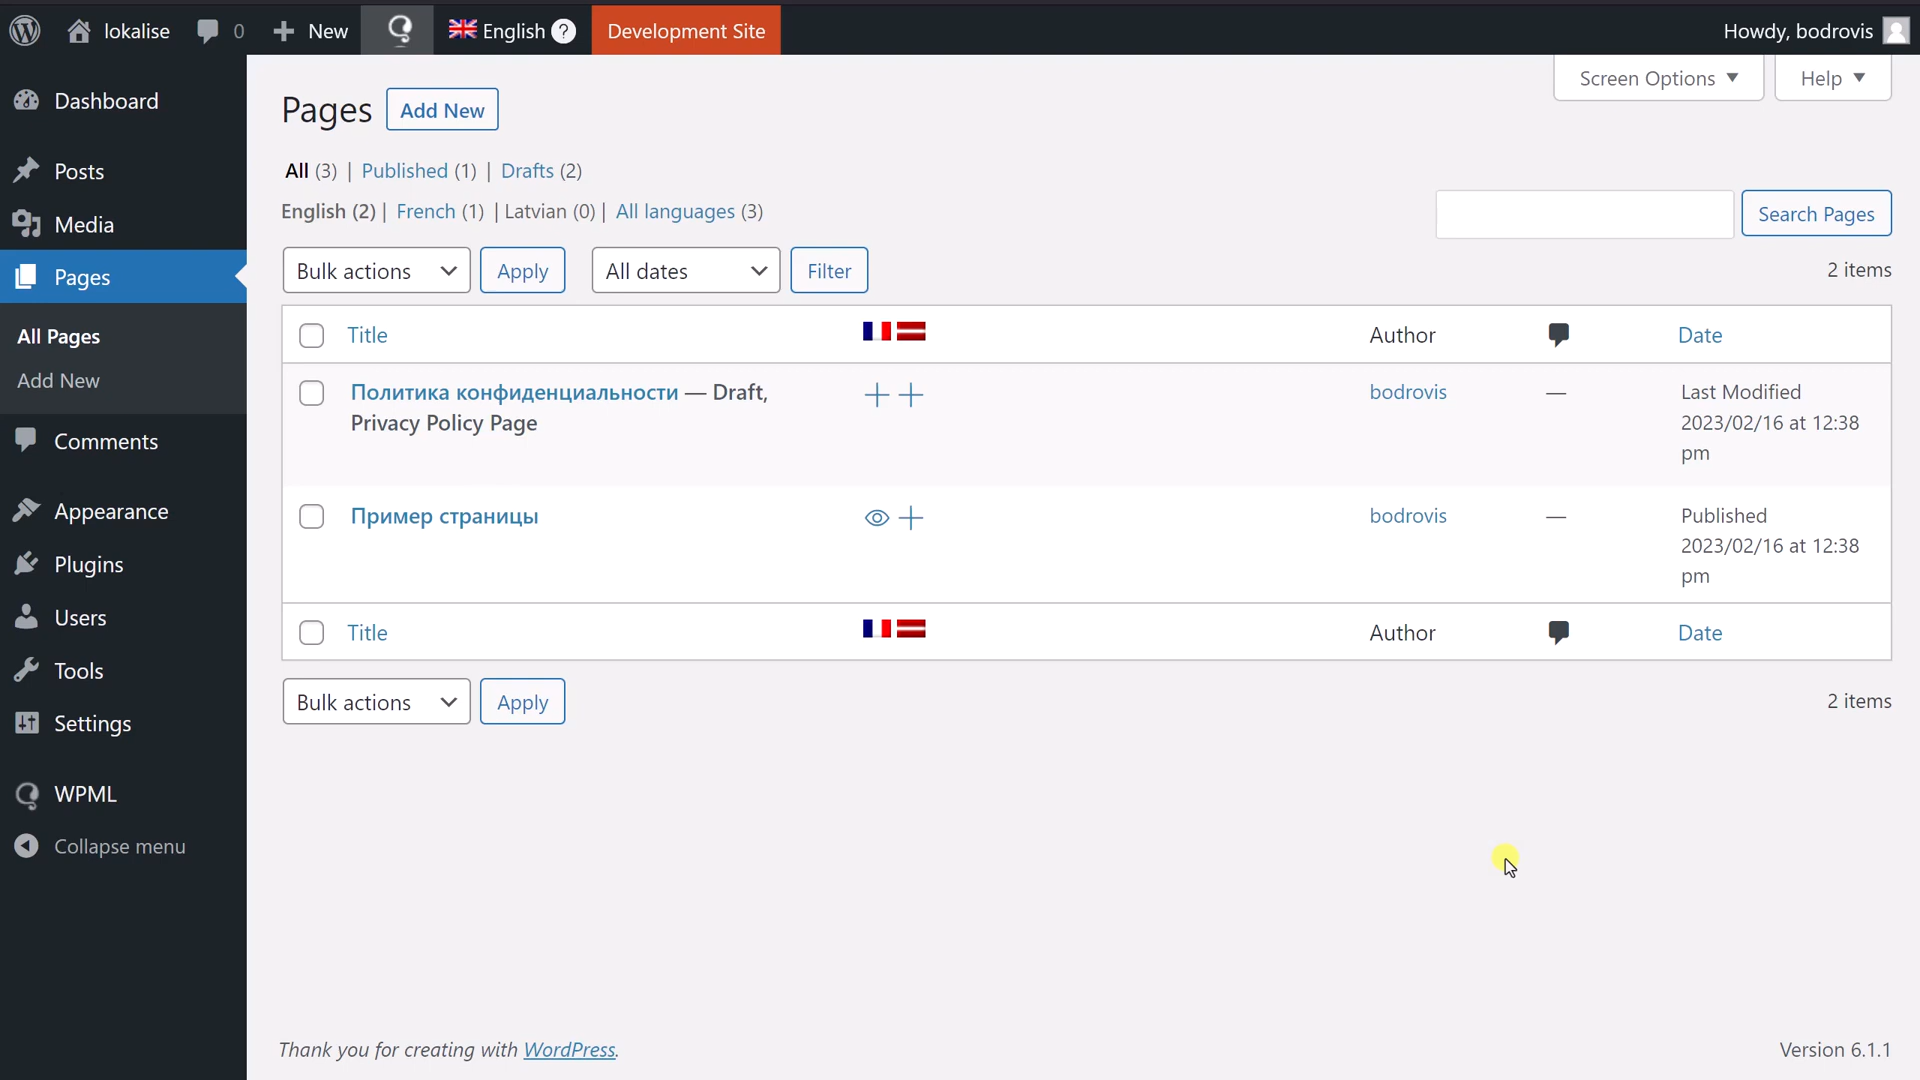 lokalise 0 New English ? Development Site Howdy, bodrovis
Screen Options Help
Dashboard
Posts
Media
Pages
All Pages
Add New
Comments
Appearance
Plugins
Users
Tools
Settings
WPML
Collapse menu
Pages Add New
All (3) | Published (1) | Drafts (2)
English (2) | French (1) | Latvian (0) | All languages (3)
Search Pages
Bulk actions Apply All dates Filter 2 items
Title Author Date
Политика конфиденциальности — Draft, bodrovis — Last Modified
Privacy Policy Page 2023/02/16 at 12:38
pm
Пример страницы bodrovis — Published
2023/02/16 at 12:38
pm
Title Author Date
Bulk actions Apply 2 items
Thank you for creating with WordPress. Version 6.1.1